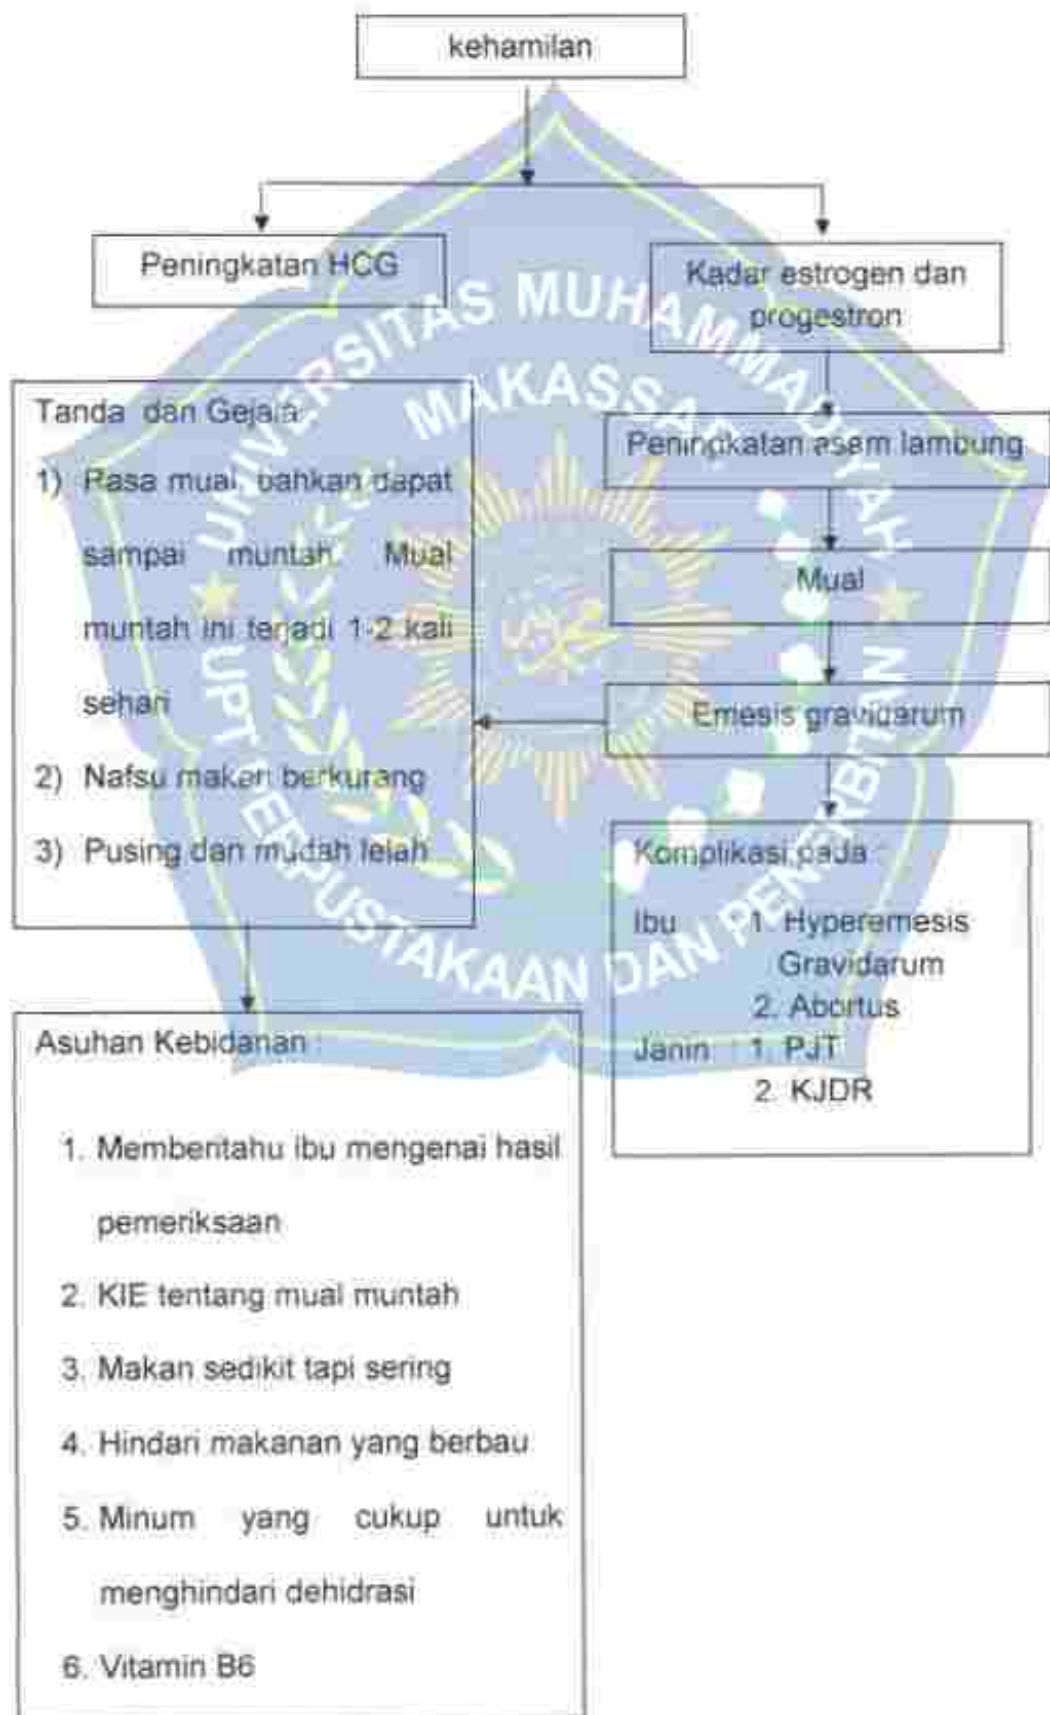 kehamilan
Peningkatan HCG
Kadar estrogen dan
progestron
Tanda dan Gejala
1) Rasa mual, bahkan dapat
sampai muntah. Mual
muntah ini terjadi 1-2 kali
sehari
2) Nafsu makan berkurang
3) Pusing dan mudah lelah
Peningkatan asam lambung
Mual
Emesis gravidarum
Komplikasi pada :
Ibu 1. Hyperemesis
Gravidarum
2. Abortus
Janin : 1. PJT
2. KJDR
Asuhan Kebidanan :
1. Memberitahu ibu mengenai hasil
pemeriksaan
2. KIE tentang mual muntah
3. Makan sedikit tapi sering
4. Hindari makanan yang berbau
5. Minum yang cukup untuk
menghindari dehidrasi
6. Vitamin B6
UNIVERSITAS MUHAMMADIYAH
MAKASSAR
UPT PERPUSTAKAAN DAN PENERBITAN